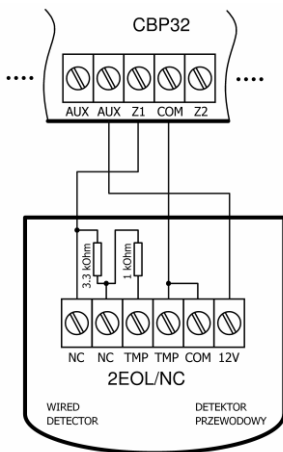 CBP32
AUX AUX Z1 COM Z2
3.3 kOhm
1 kOhm
NC NC TMP TMP COM 12V
2EOL/NC
WIRED
DETECTOR
DETEKTOR
PRZEWODOWY